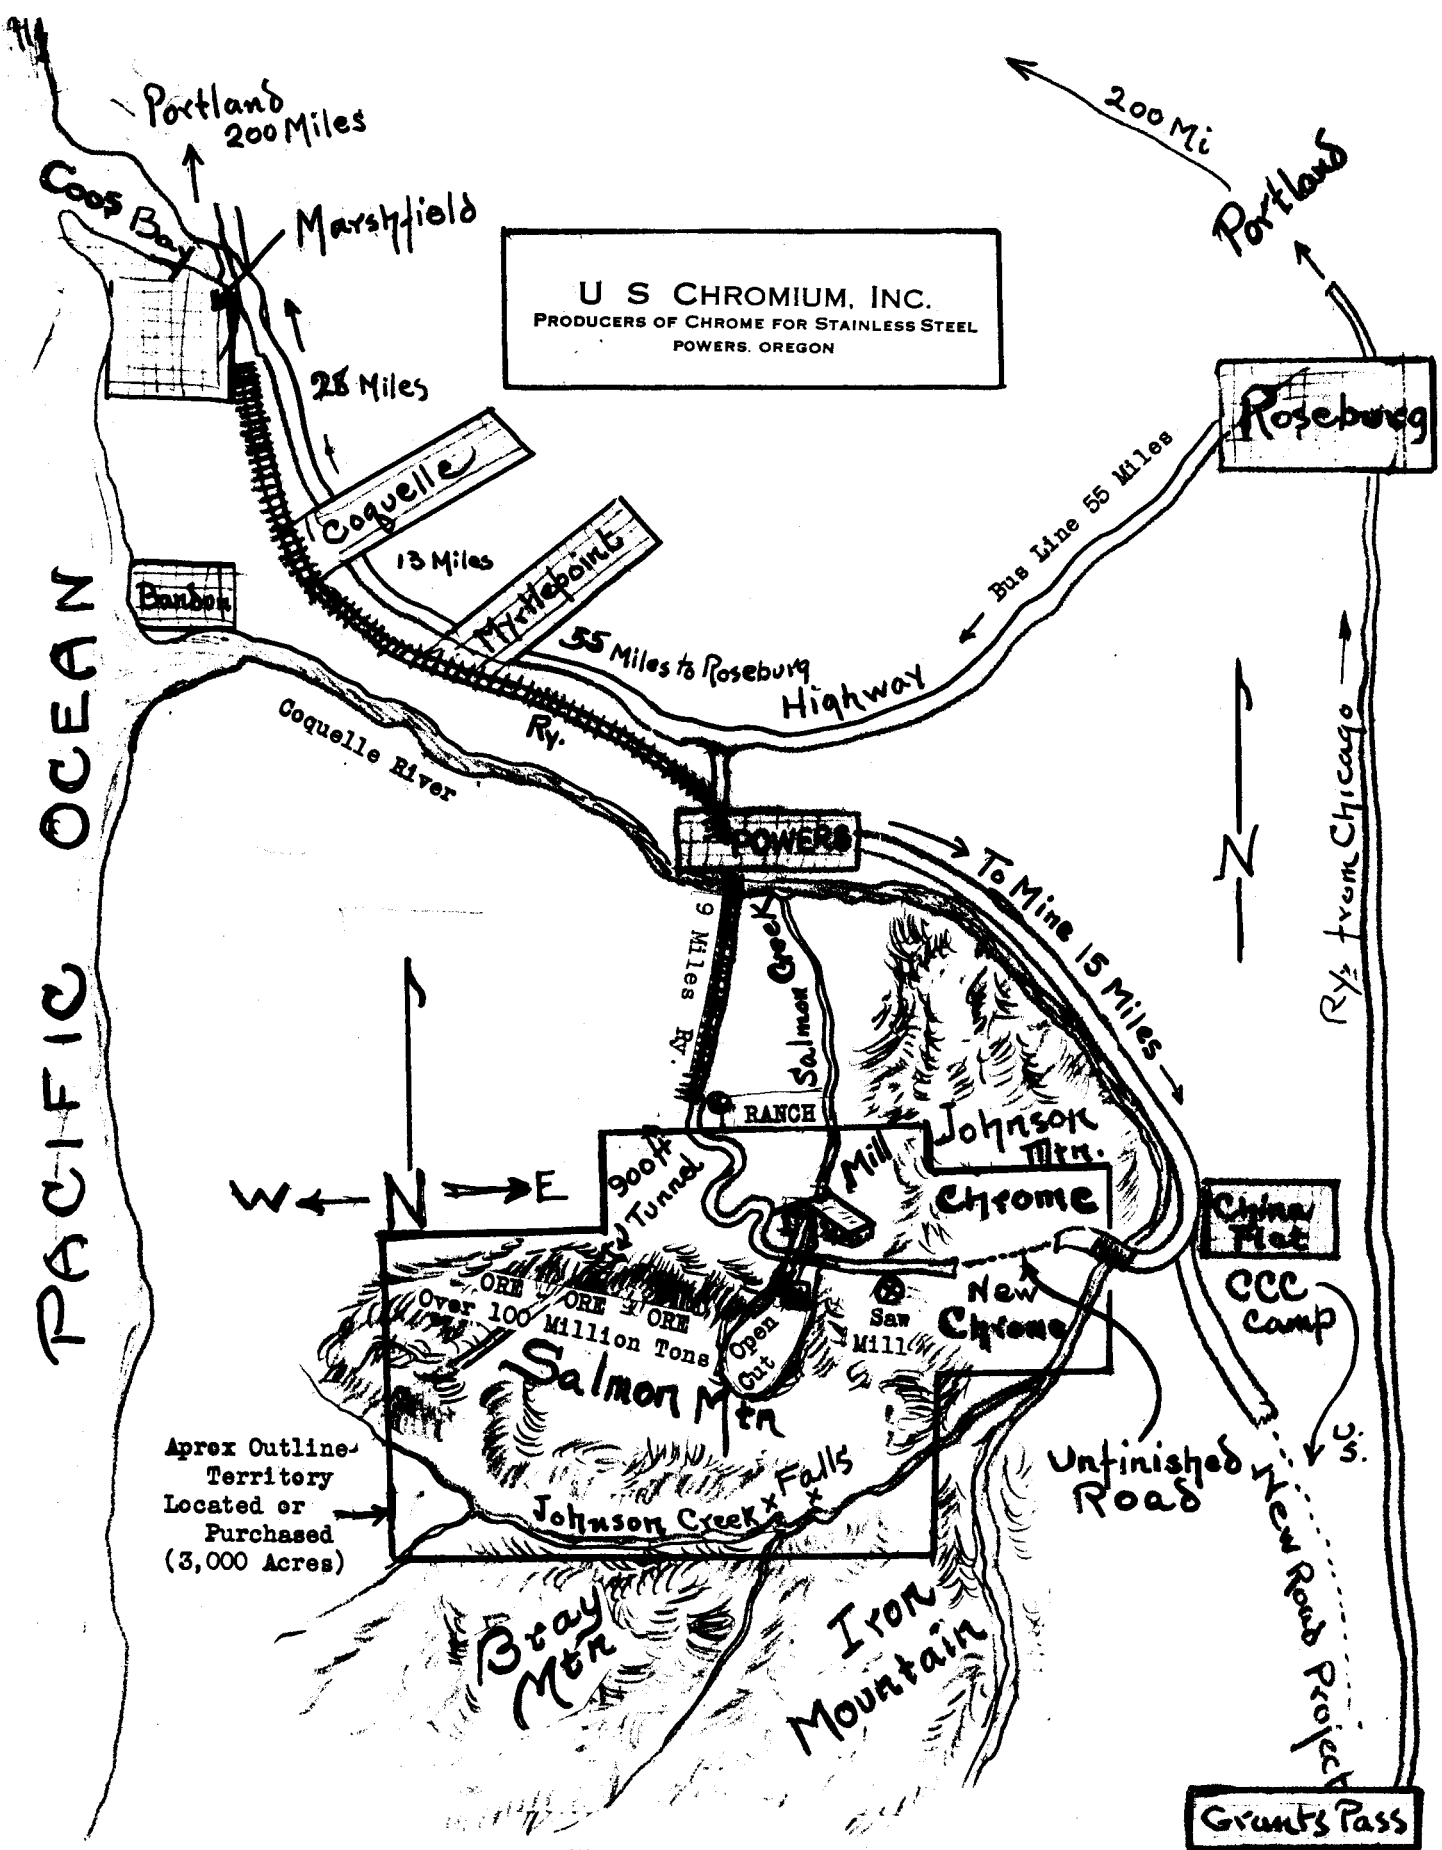 Portland
200 Miles
200 Mi
Portland
Coos Bay
Marshfield
U S CHROMIUM, INC.
PRODUCERS OF CHROME FOR STAINLESS STEEL
POWERS. OREGON
28 Miles
Roseburg
Coquelle
Bus Line 55 Miles
13 Miles
Myrtlepoint
Bandon
55 Miles to Roseburg
Highway
Ry.
Coquelle River
PACIFIC OCEAN
POWERS
To Mine 15 Miles
N
Ry. from Chicago
9 Miles Ry.
Salmon Creek
RANCH
Johnson
Mtn.
900 ft
Tunnel
Mill
W N E
Chrome
China
Flat
CCC
Camp
ORE ORE ORE
Over 100 Million Tons
Open
Cut
Saw
Mill
New
Chrome
Salmon Mtn
U.
S.
Unfinished
Road
Aprox Outline
Territory
Located or
Purchased
(3,000 Acres)
Johnson Creek
Falls
New Road Project
Bray
Mtn
Iron
Mountain
Grants Pass